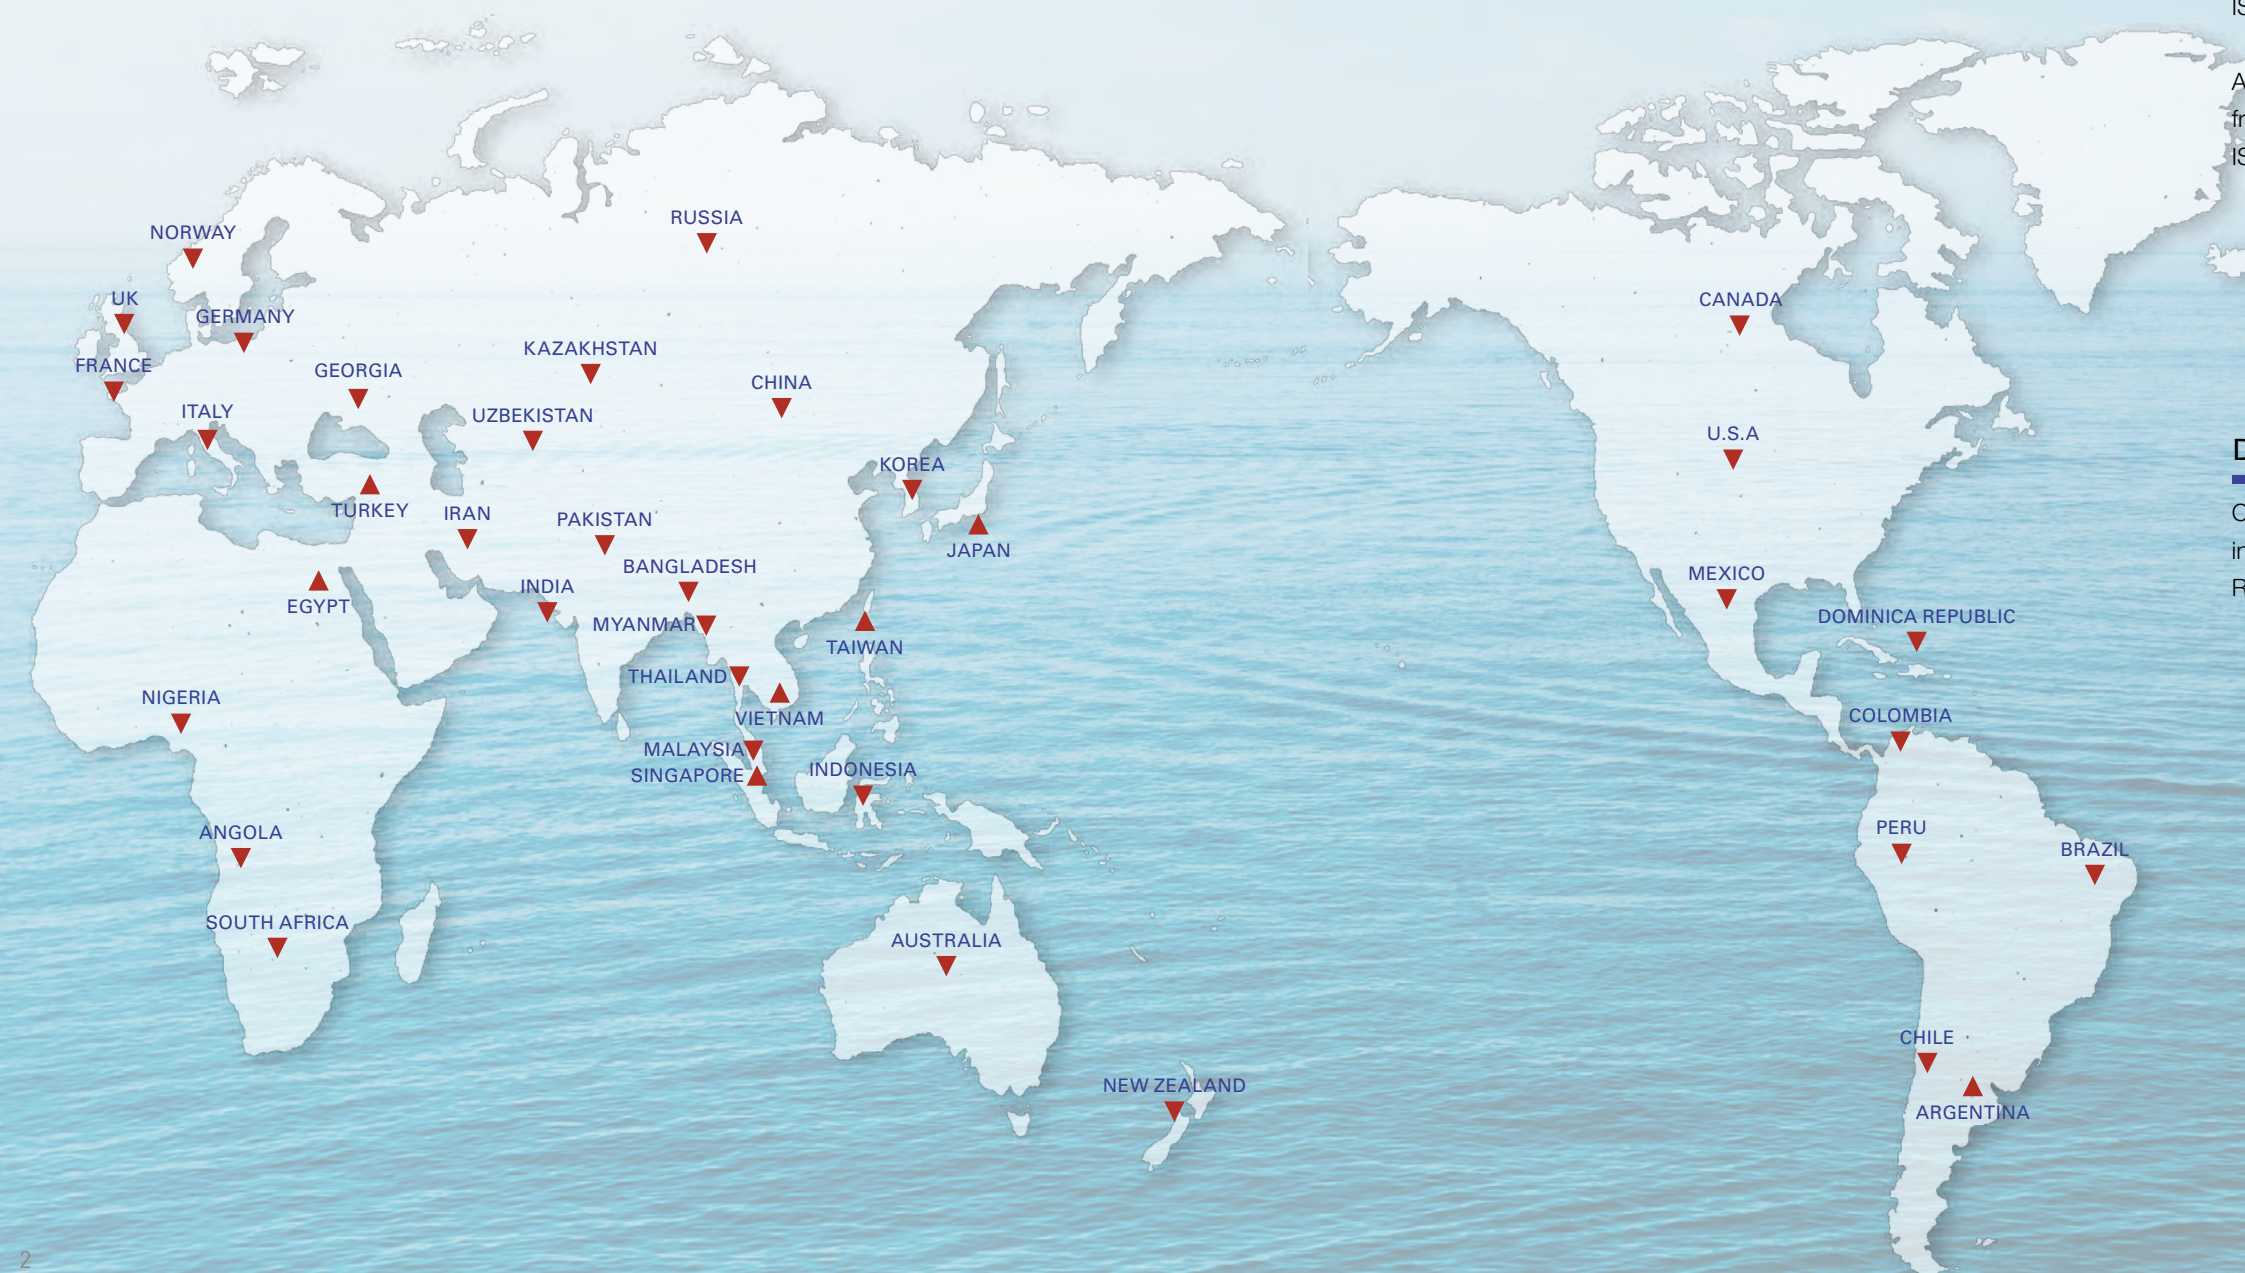 RUSSIA
NORWAY
UK
GERMANY
FRANCE
ITALY
GEORGIA
KAZAKHSTAN
UZBEKISTAN
CHINA
KOREA
JAPAN
TURKEY
IRAN
PAKISTAN
BANGLADESH
INDIA
MYANMAR
EGYPT
TAIWAN
THAILAND
VIETNAM
NIGERIA
MALAYSIA
SINGAPORE
INDONESIA
ANGOLA
SOUTH AFRICA
AUSTRALIA
NEW ZEALAND
CANADA
U.S.A
MEXICO
DOMINICA REPUBLIC
COLOMBIA
PERU
BRAZIL
CHILE
ARGENTINA
2